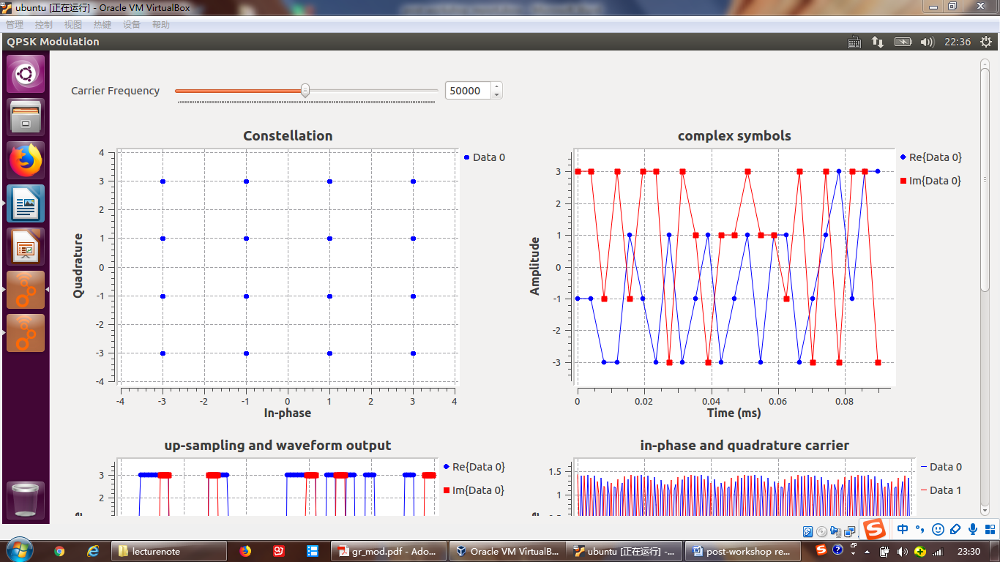 ubuntu [正在运行] - Oracle VM VirtualBox
管理 控制 视图 热键 设备 帮助
QPSK Modulation
22:36
Carrier Frequency
50000
Constellation
4
3
2
1
0
-1
-2
-3
-4
Quadrature
-4 -3 -2 -1 0 1 2 3 4
In-phase
Data 0
complex symbols
3
2
1
0
-1
-2
-3
Amplitude
0 0.02 0.04 0.06 0.08
Time (ms)
Re{Data 0}
Im{Data 0}
up-sampling and waveform output
3
2
Re{Data 0}
Im{Data 0}
in-phase and quadrature carrier
1.5
1
Data 0
Data 1
中
lecturenote
gr_mod.pdf - Ado...
Oracle VM VirtualB...
ubuntu [正在运行] -...
post-workshop re...
23:30